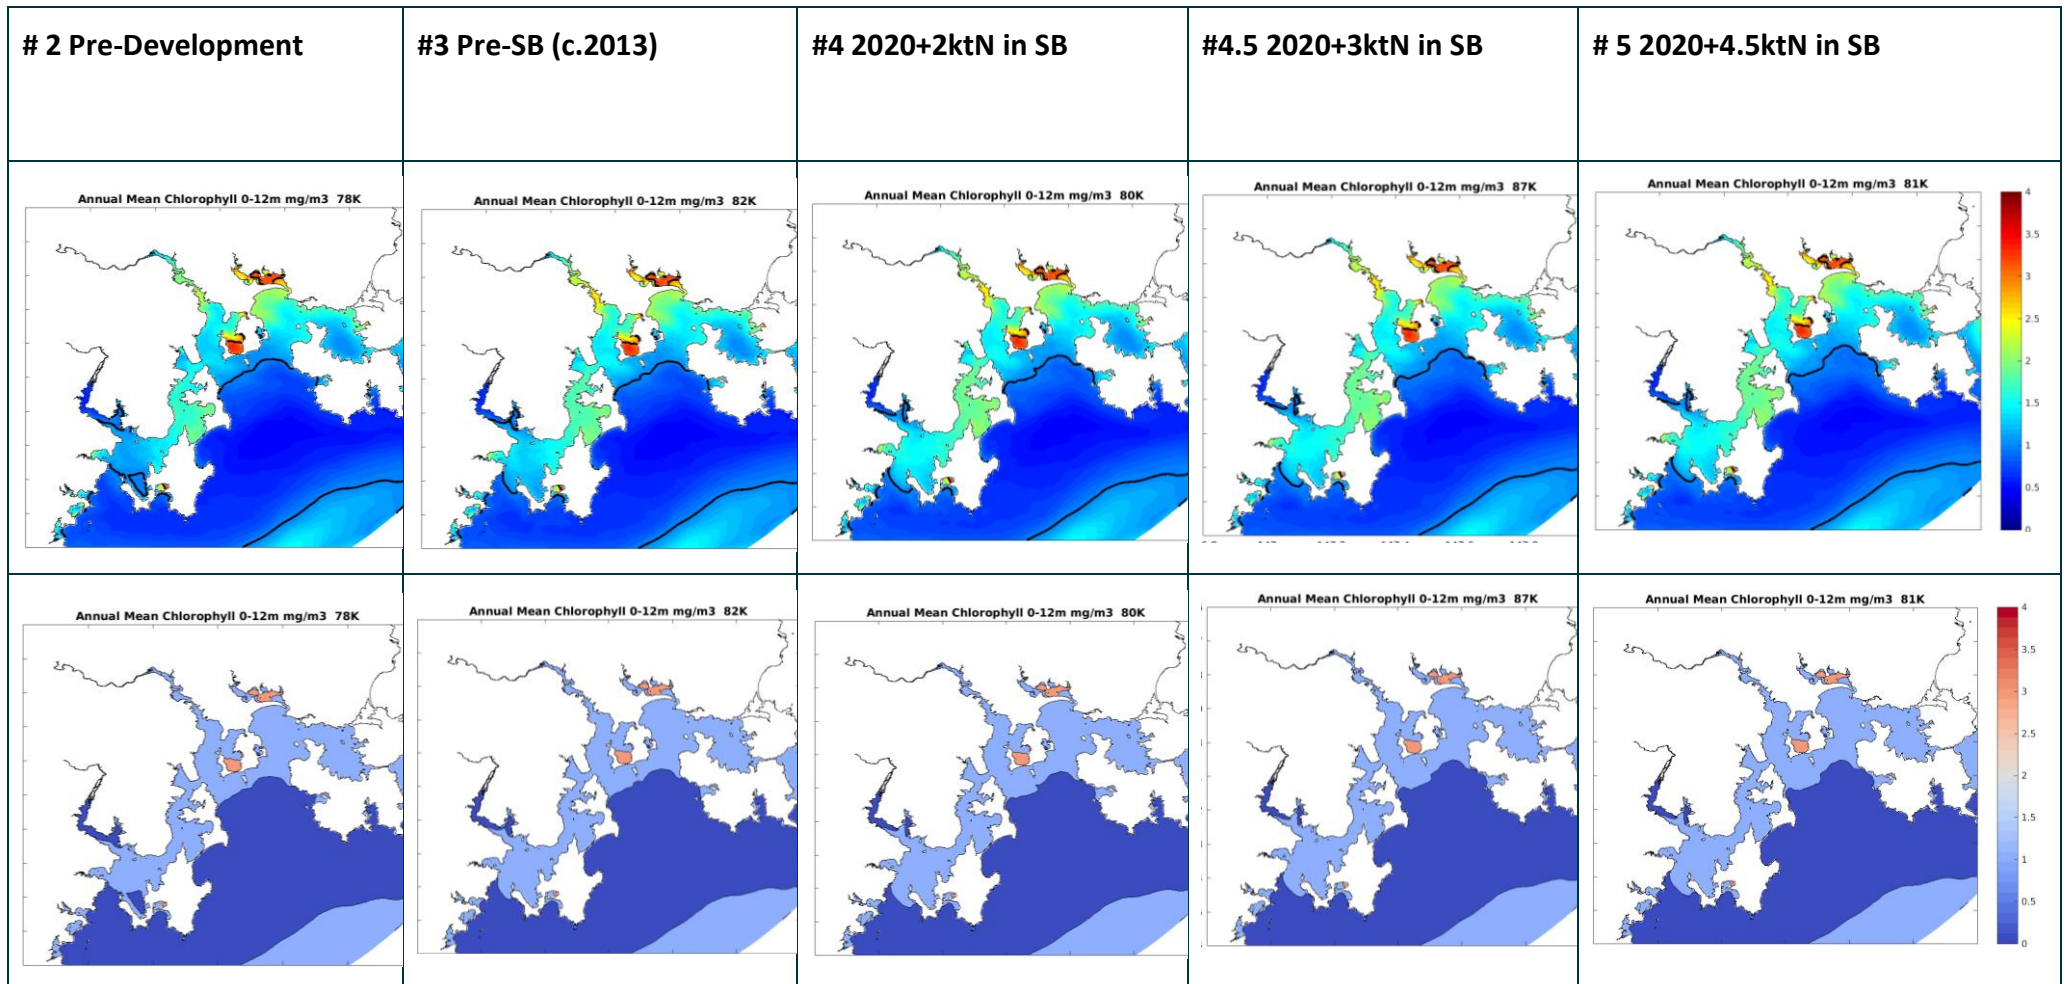 # 2 Pre-Development
#3 Pre-SB (c.2013)
#4 2020+2ktN in SB
#4.5 2020+3ktN in SB
# 5 2020+4.5ktN in SB
Annual Mean Chlorophyll 0-12m mg/m3 78K
Annual Mean Chlorophyll 0-12m mg/m3 82K
Annual Mean Chlorophyll 0-12m mg/m3 80K
Annual Mean Chlorophyll 0-12m mg/m3 87K
Annual Mean Chlorophyll 0-12m mg/m3 81K
4
3.5
3
2.5
2
1.5
1
0.5
0
Annual Mean Chlorophyll 0-12m mg/m3 78K
Annual Mean Chlorophyll 0-12m mg/m3 82K
Annual Mean Chlorophyll 0-12m mg/m3 80K
Annual Mean Chlorophyll 0-12m mg/m3 87K
Annual Mean Chlorophyll 0-12m mg/m3 81K
4
3.5
3
2.5
2
1.5
1
0.5
0